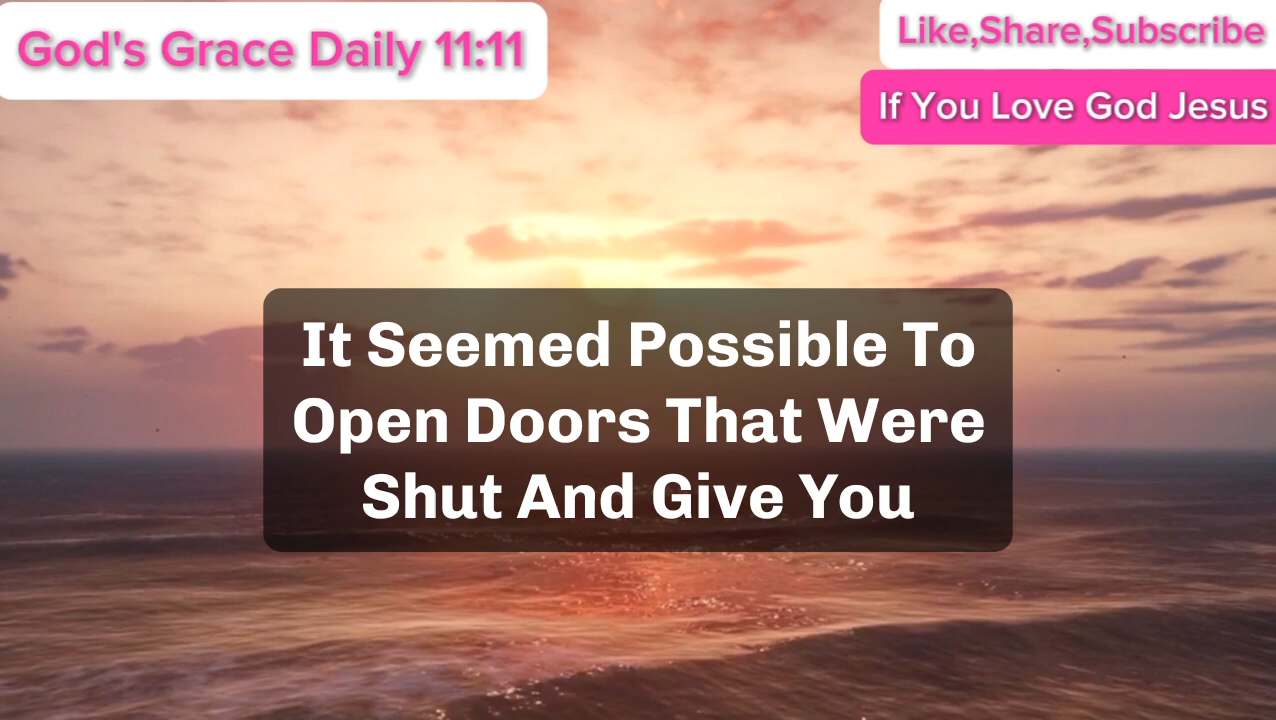 God's Grace Daily 11:11
Like,Share,Subscribe
If You Love God Jesus
It Seemed Possible To
Open Doors That Were
Shut And Give You